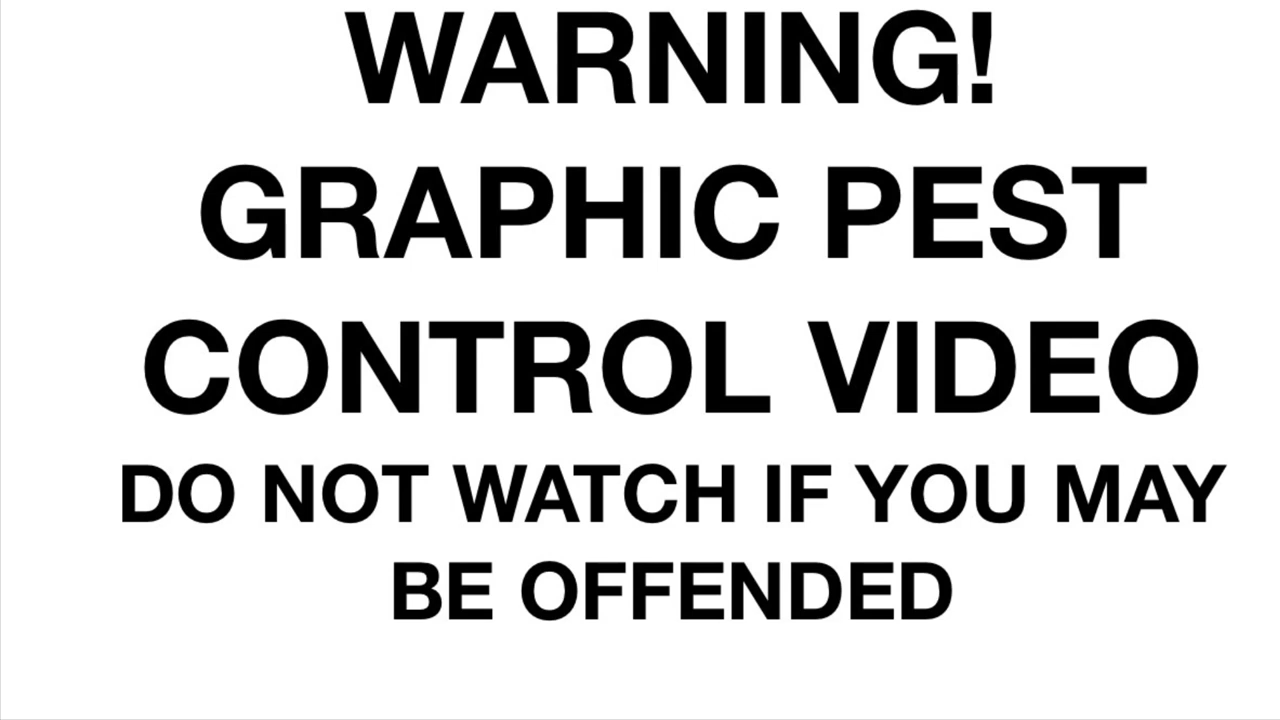 WARNING!
GRAPHIC PEST
CONTROL VIDEO
DO NOT WATCH IF YOU MAY
BE OFFENDED